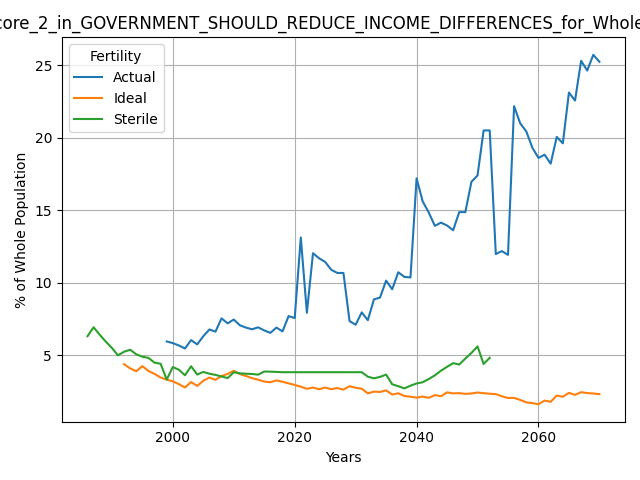 core_2_in_GOVERNMENT_SHOULD_REDUCE_INCOME_DIFFERENCES_for_Whole
Fertility
Actual
Ideal
Sterile
25
20
15
10
5
% of Whole Population
2000 2020 2040 2060
Years